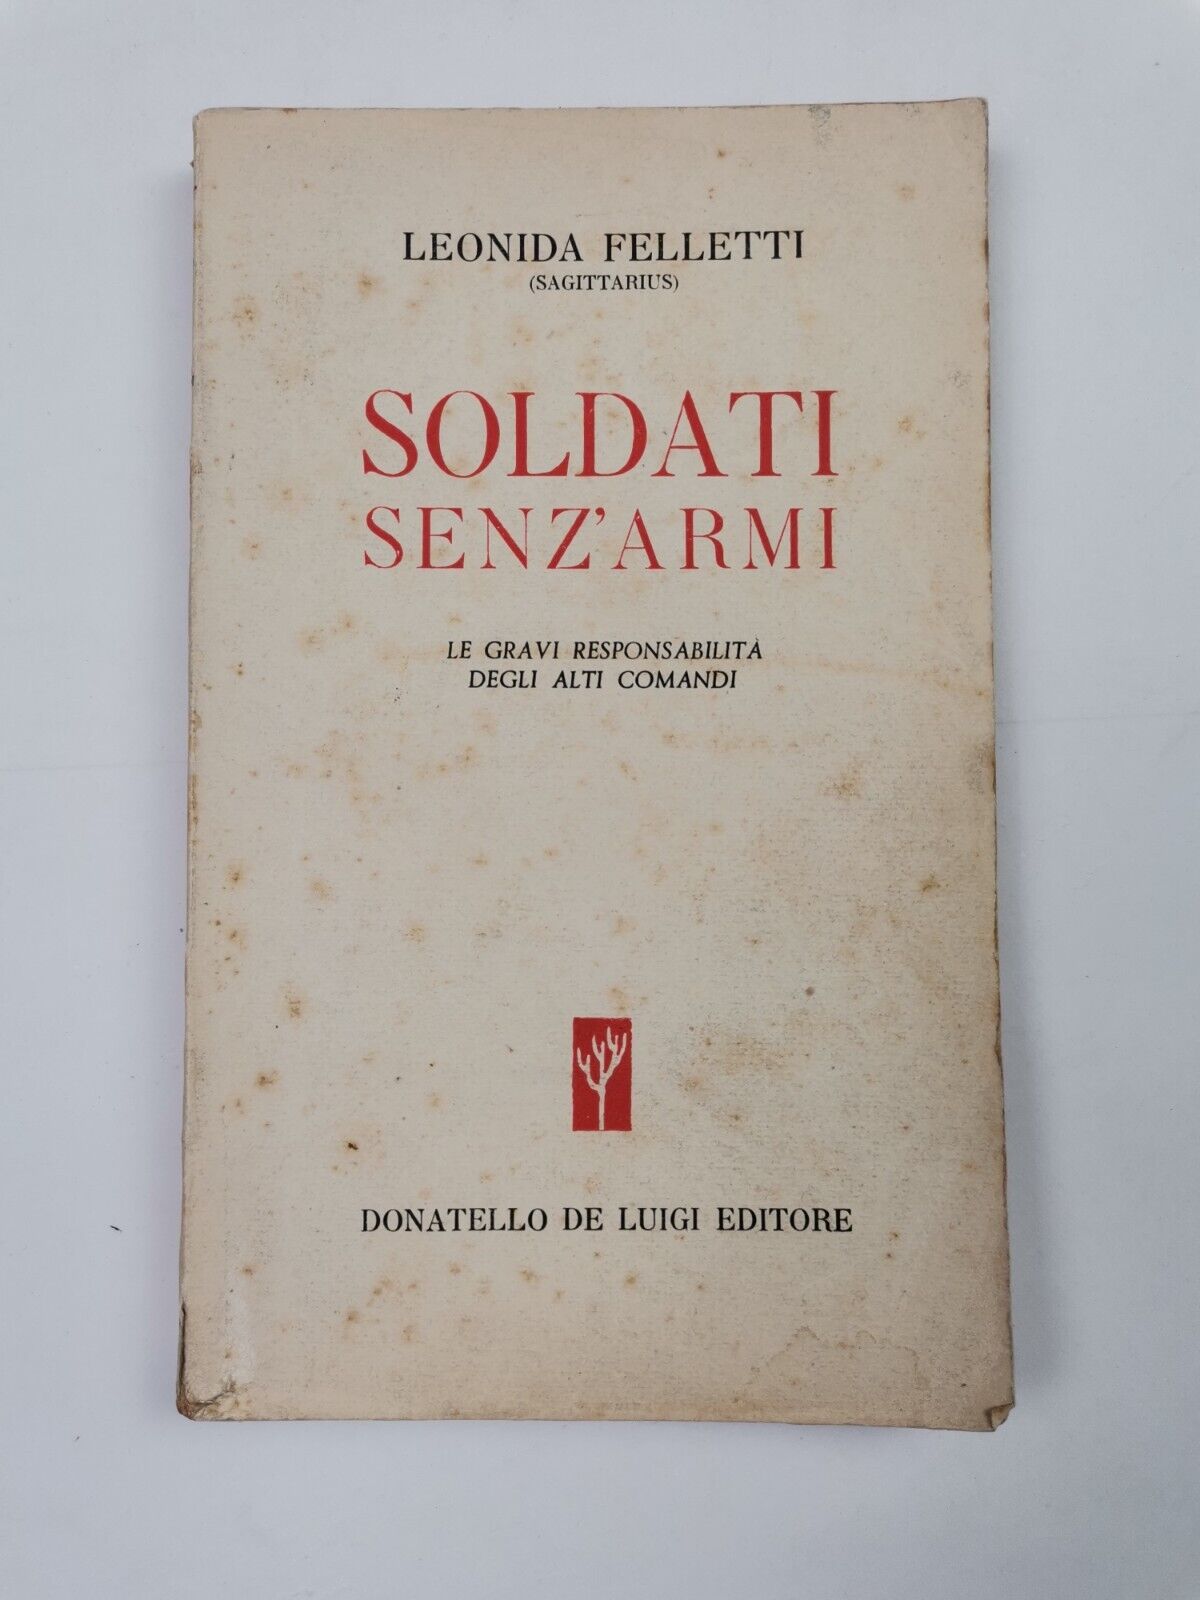 LEONIDA FELLETTI
(SAGITTARIUS)
SOLDATI
SENZ'ARMI
LE GRAVI RESPONSABILITÀ
DEGLI ALTI COMANDI
DONATELLO DE LUIGI EDITORE